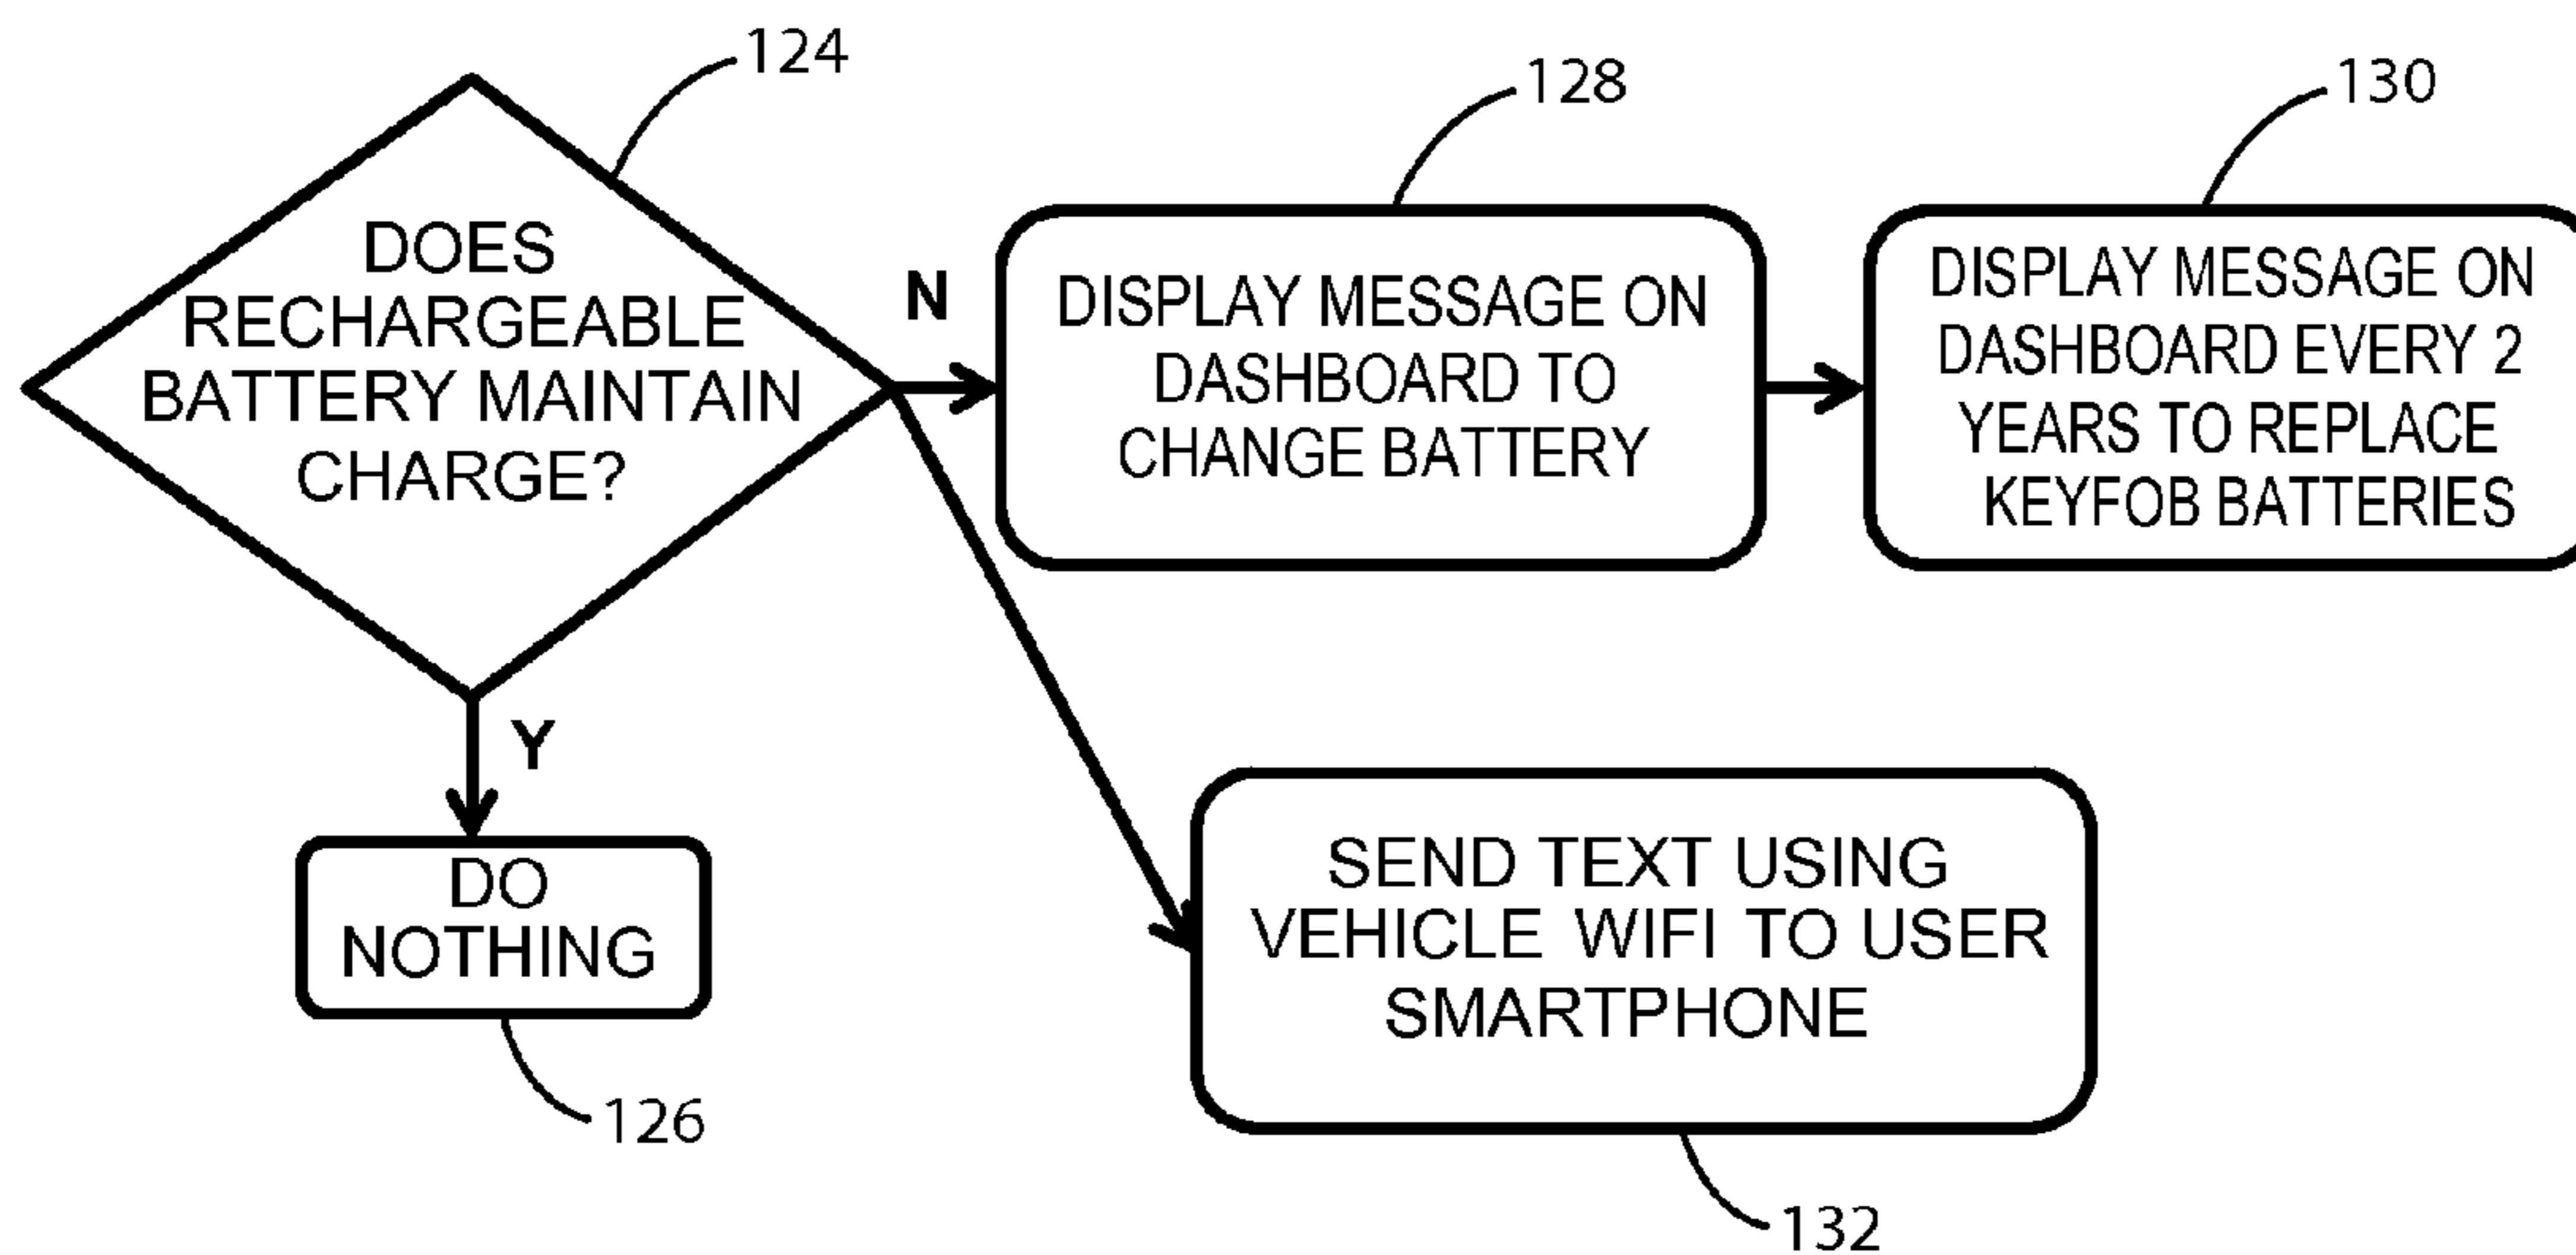 124
DOES
RECHARGEABLE
BATTERY MAINTAIN
CHARGE?
N
Y
DO
NOTHING
126
128
DISPLAY MESSAGE ON
DASHBOARD TO
CHANGE BATTERY
130
DISPLAY MESSAGE ON
DASHBOARD EVERY 2
YEARS TO REPLACE
KEYFOB BATTERIES
SEND TEXT USING
VEHICLE WIFI TO USER
SMARTPHONE
132